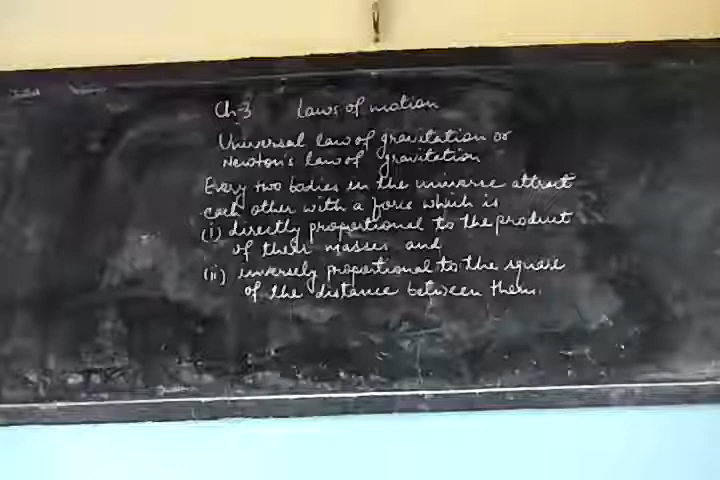 Ch-3 Laws of motion
Universal law of gravitation or
Newton's law of gravitation
Every two bodies in the universe attract
each other with a force which is
(i) directly proportional to the product
of their masses and
(ii) inversely proportional to the square
of the distance between them.